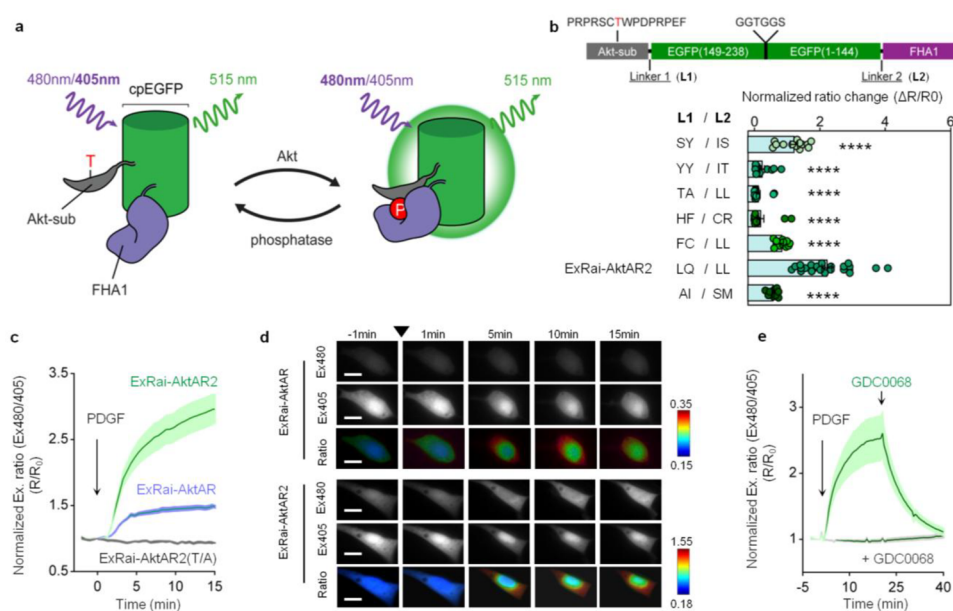 a
480nm/405nm
cpEGFP
515 nm
T
Akt-sub
FHA1
Akt
phosphatase
480nm/405nm
515 nm
P
b
PRPRSCTWPDPRPEF
GGTGGS
Akt-sub
EGFP(149-238)
EGFP(1-144)
FHA1
Linker 1 (L1)
Linker 2 (L2)
Normalized ratio change (ΔR/R0)
L1 / L2
0 2 4 6
SY / IS ****
YY / IT ****
TA / LL ****
HF / CR ****
FC / LL ****
ExRai-AktAR2 LQ / LL
AI / SM ****
c
Normalized Ex. ratio (Ex480/405)
(R/R0)
3.5
2.5
1.5
0.5
ExRai-AktAR2
PDGF
ExRai-AktAR
ExRai-AktAR2(T/A)
0 5 10 15
Time (min)
d
-1min 1min 5min 10min 15min
ExRai-AktAR
Ex480
Ex405
Ratio
0.35
0.15
ExRai-AktAR2
Ex480
Ex405
Ratio
1.55
0.18
e
Normalized Ex. ratio (Ex480/405)
(R/R0)
3
2
1
GDC0068
PDGF
+ GDC0068
-5 10 25 40
Time (min)